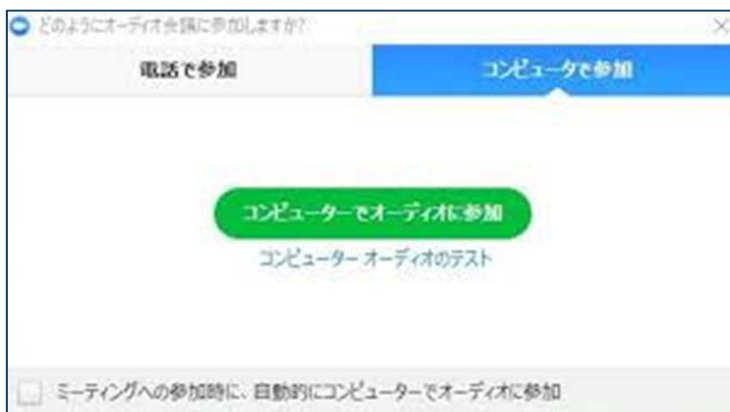 どのようにオーディオ会議に参加しますか?
電話で参加
コンピュータで参加
コンピューターでオーディオに参加
コンピューター オーディオのテスト
ミーティングへの参加時に、自動的にコンピューターでオーディオに参加